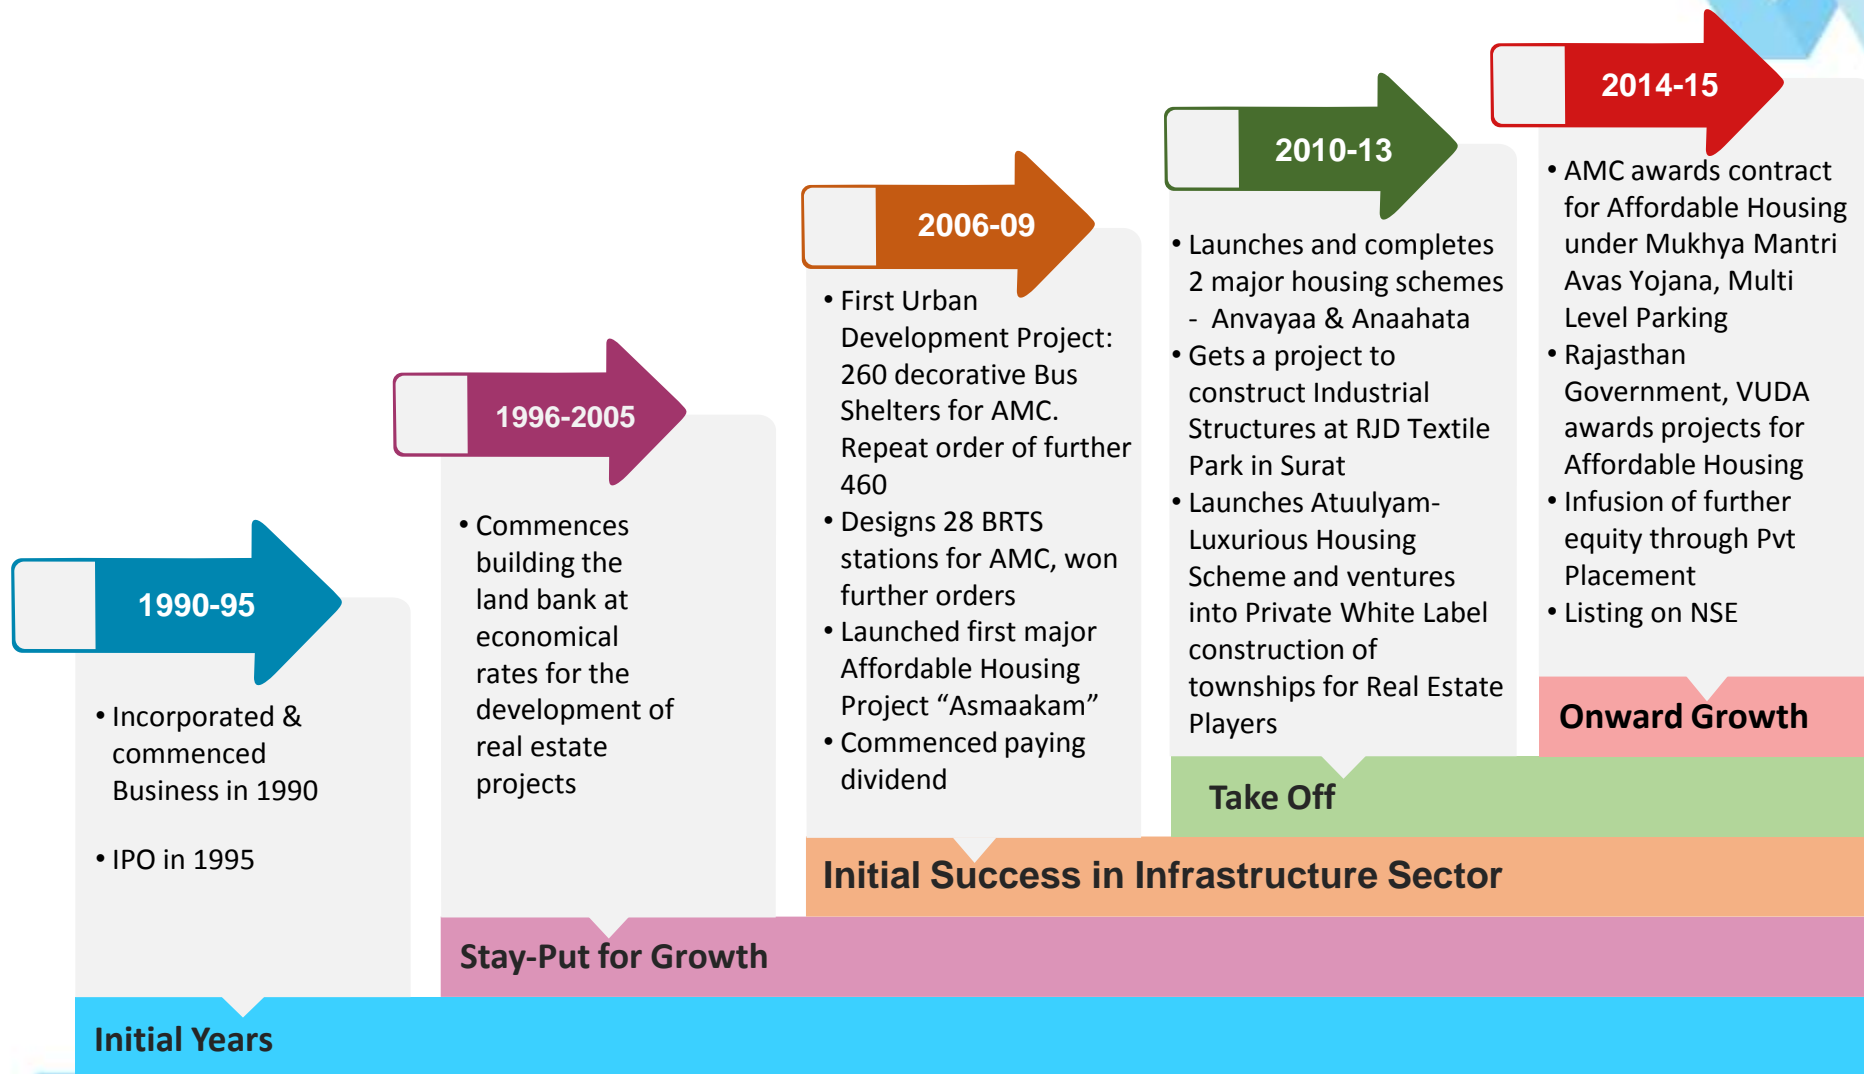 1990-95
• Incorporated &
commenced
Business in 1990
• IPO in 1995
Initial Years
1996-2005
• Commences
building the
land bank at
economical
rates for the
development of
real estate
projects
Stay-Put for Growth
2006-09
• First Urban
Development Project:
260 decorative Bus
Shelters for AMC.
Repeat order of further
460
• Designs 28 BRTS
stations for AMC, won
further orders
• Launched first major
Affordable Housing
Project “Asmaakam”
• Commenced paying
dividend
Initial Success in Infrastructure Sector
2010-13
• Launches and completes
2 major housing schemes
- Anvayaa & Anaahata
• Gets a project to
construct Industrial
Structures at RJD Textile
Park in Surat
• Launches Atuulyam-
Luxurious Housing
Scheme and ventures
into Private White Label
construction of
townships for Real Estate
Players
Take Off
2014-15
• AMC awards contract
for Affordable Housing
under Mukhya Mantri
Avas Yojana, Multi
Level Parking
• Rajasthan
Government, VUDA
awards projects for
Affordable Housing
• Infusion of further
equity through Pvt
Placement
• Listing on NSE
Onward Growth